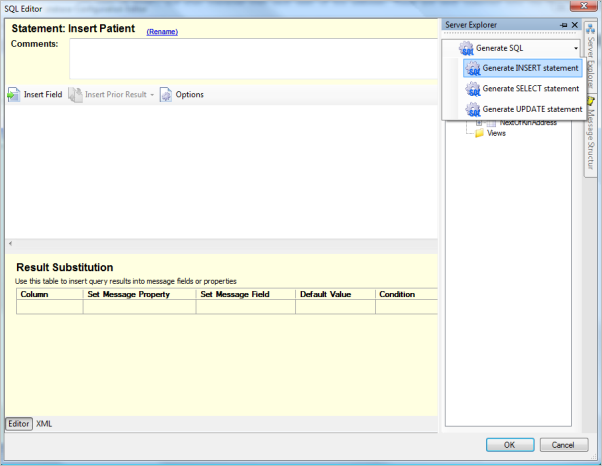 SQL Editor
Statement: Insert Patient (Rename)
Comments:
Insert Field Insert Prior Result Options
Result Substitution
Use this table to insert query results into message fields or properties
Column Set Message Property Set Message Field Default Value Condition
Editor XML
Server Explorer
Generate SQL
Generate INSERT statement
Generate SELECT statement
Generate UPDATE statement
NextOfKinAddress
Views
Server Explorer
Message Structur
OK Cancel